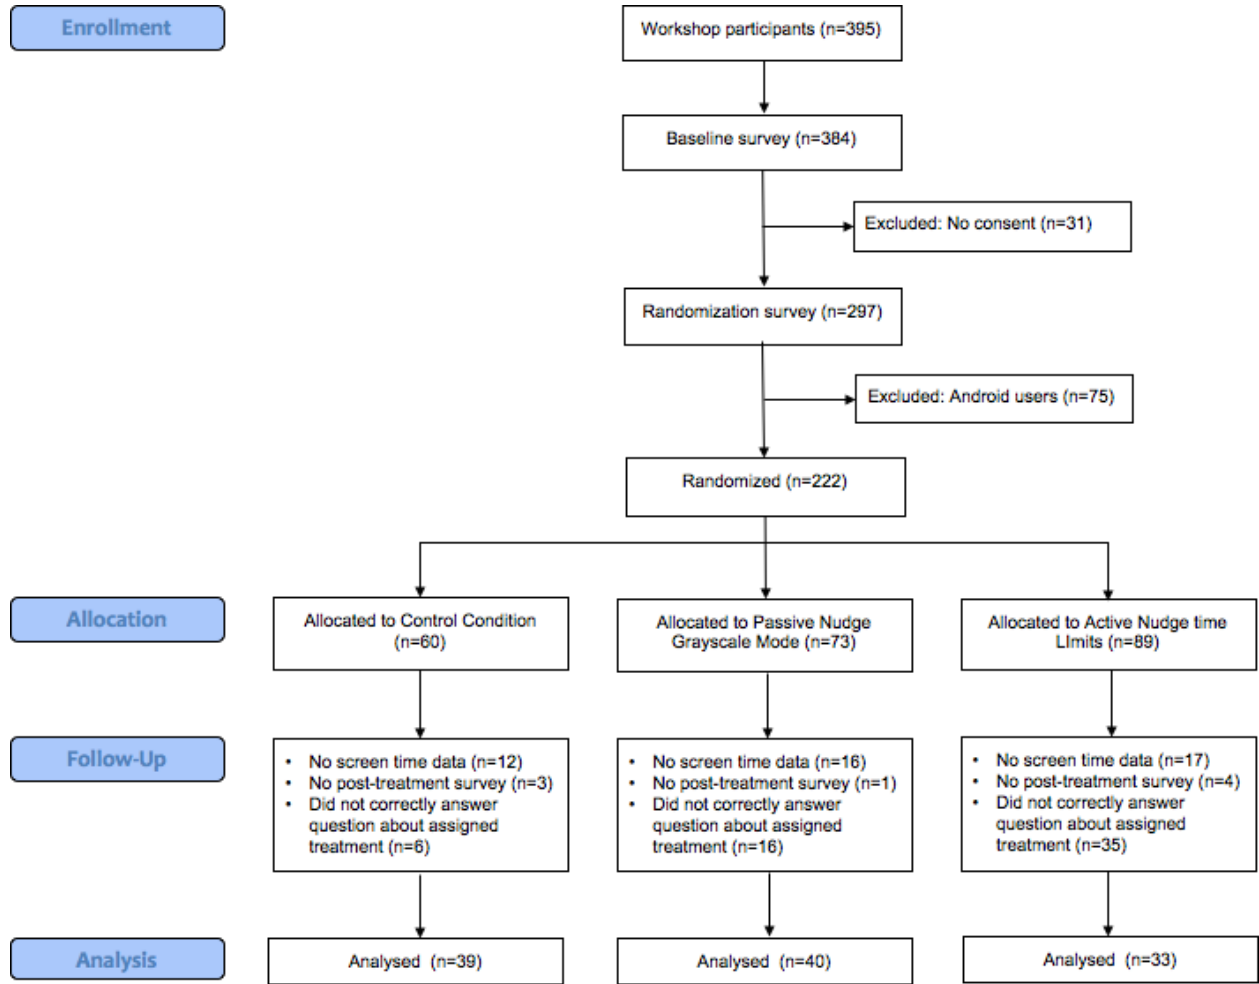 Enrollment
Workshop participants (n=395)
Baseline survey (n=384)
Excluded: No consent (n=31)
Randomization survey (n=297)
Excluded: Android users (n=75)
Randomized (n=222)
Allocation
Allocated to Control Condition
(n=60)
Allocated to Passive Nudge
Grayscale Mode (n=73)
Allocated to Active Nudge time
LImits (n=89)
Follow-Up
• No screen time data (n=12)
• No post-treatment survey (n=3)
• Did not correctly answer
question about assigned
treatment (n=6)
• No screen time data (n=16)
• No post-treatment survey (n=1)
• Did not correctly answer
question about assigned
treatment (n=16)
• No screen time data (n=17)
• No post-treatment survey (n=4)
• Did not correctly answer
question about assigned
treatment (n=35)
Analysis
Analysed (n=39)
Analysed (n=40)
Analysed (n=33)